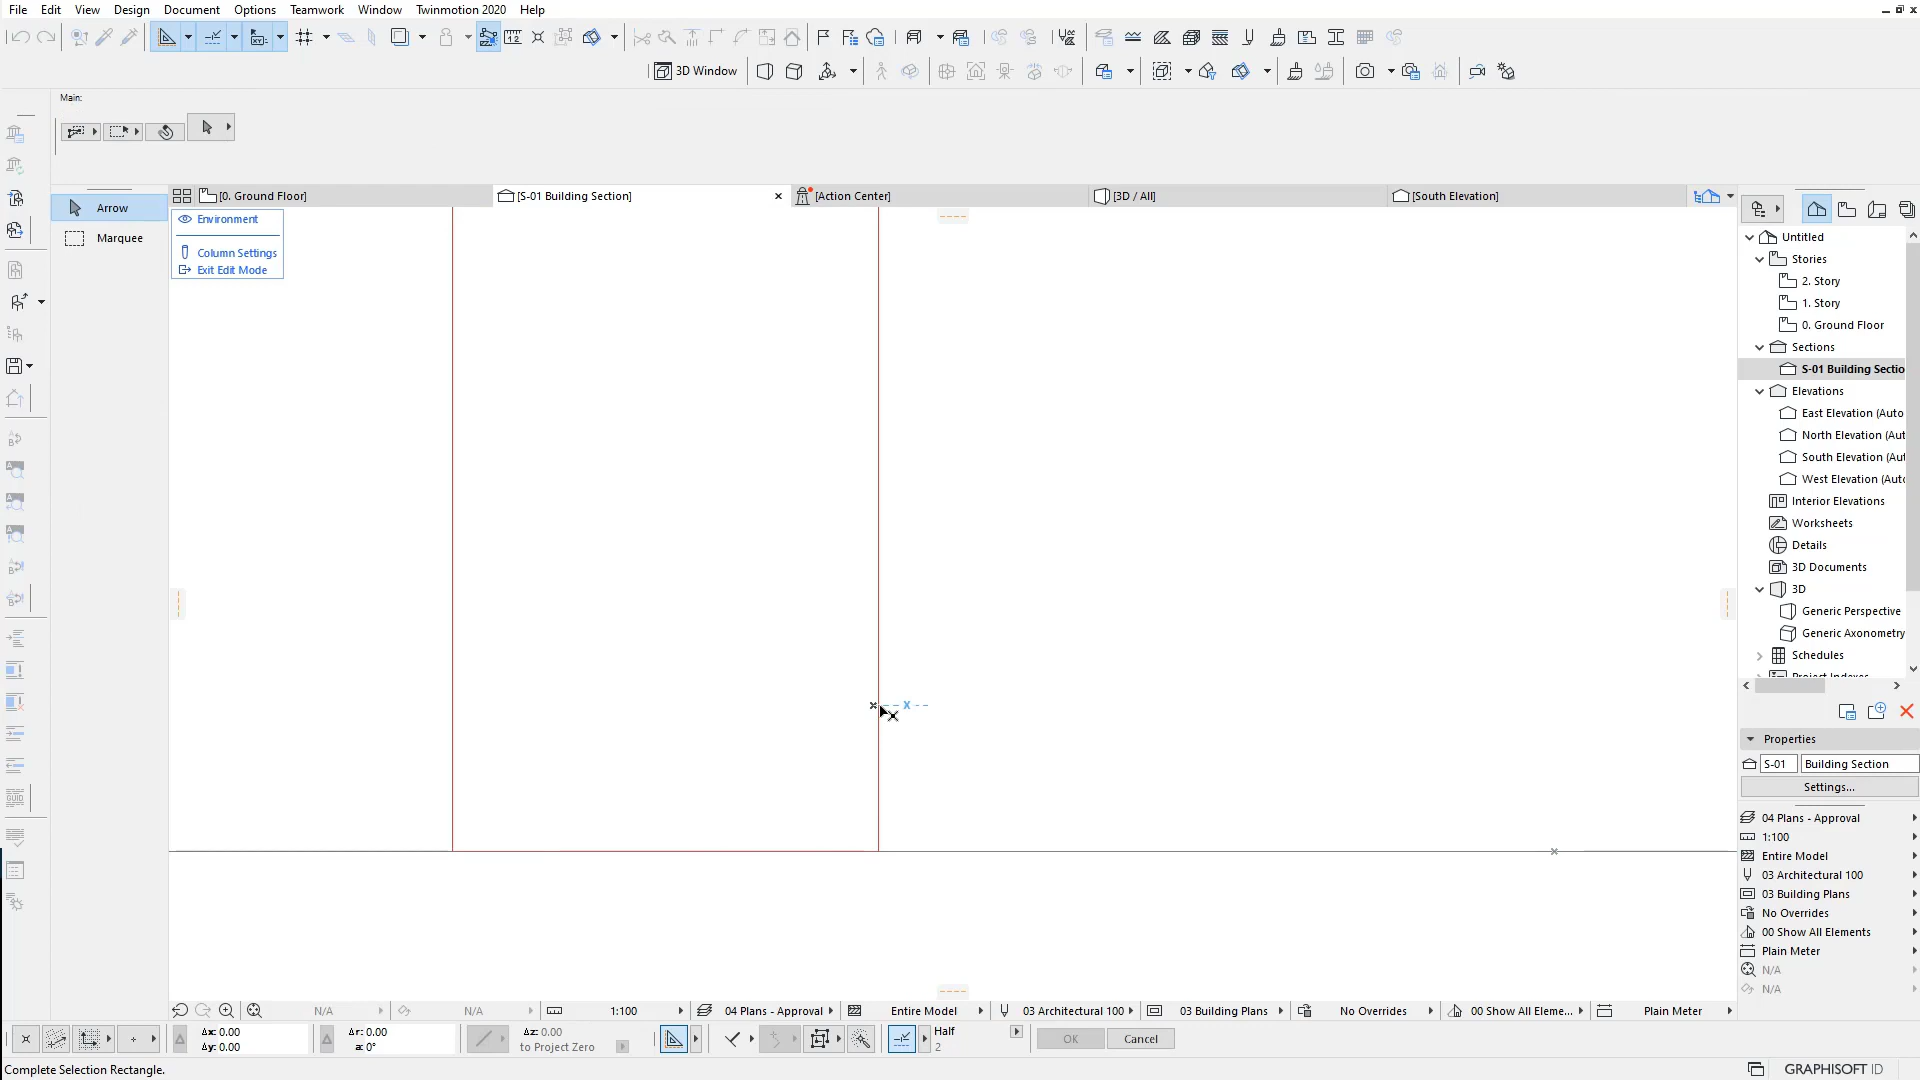 File Edit View Design Document Options Teamwork Window Twinmotion 2020 Help
3D Window
Main:
[0. Ground Floor]
[S-01 Building Section]
[Action Center]
[3D / All]
[South Elevation]
Arrow
Marquee
Environment
Column Settings
Exit Edit Mode
Untitled
Stories
2. Story
1. Story
0. Ground Floor
Sections
S-01 Building Sectio
Elevations
East Elevation (Auto
North Elevation (Aut
South Elevation (Aut
West Elevation (Auto
Interior Elevations
Worksheets
Details
3D Documents
3D
Generic Perspective
Generic Axonometry
Schedules
Project Indexes
Properties
S-01 Building Section
Settings...
04 Plans - Approval
1:100
Entire Model
03 Architectural 100
03 Building Plans
No Overrides
00 Show All Elements
Plain Meter
N/A
N/A
N/A N/A 1:100 04 Plans - Approval Entire Model 03 Architectural 100 03 Building Plans No Overrides 00 Show All Eleme... Plain Meter
Δx: 0.00
Δy: 0.00
Δr: 0.00
a: 0°
Δz: 0.00
to Project Zero
Half
2
OK
Cancel
Complete Selection Rectangle.
GRAPHISOFT ID